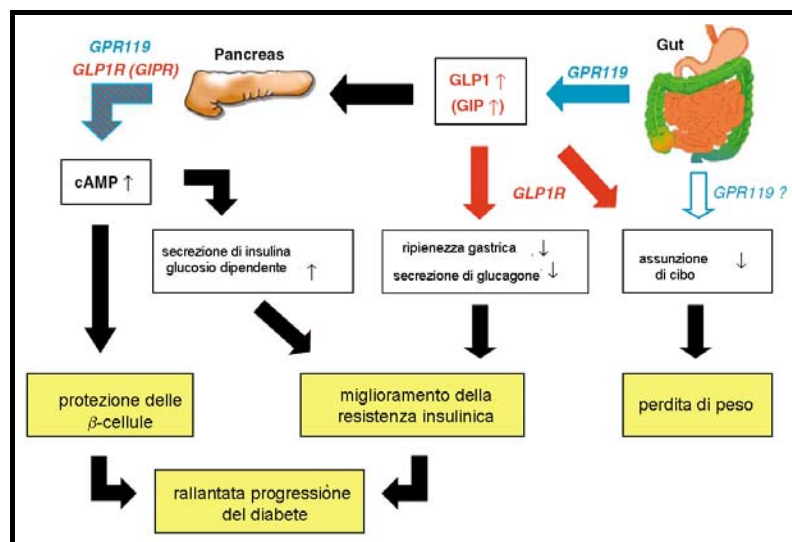 GPR119
GLP1R (GIPR)
Pancreas
GLP1 ↑
(GIP ↑)
GPR119
Gut
cAMP ↑
GLP1R
GPR119 ?
secrezione di insulina
glucosio dipendente ↑
ripienezza gastrica ↓
secrezione di glucagone ↓
assunzione
di cibo ↓
protezione delle
β-cellule
miglioramento della
resistenza insulinica
perdita di peso
rallantata progressióne
del diabete